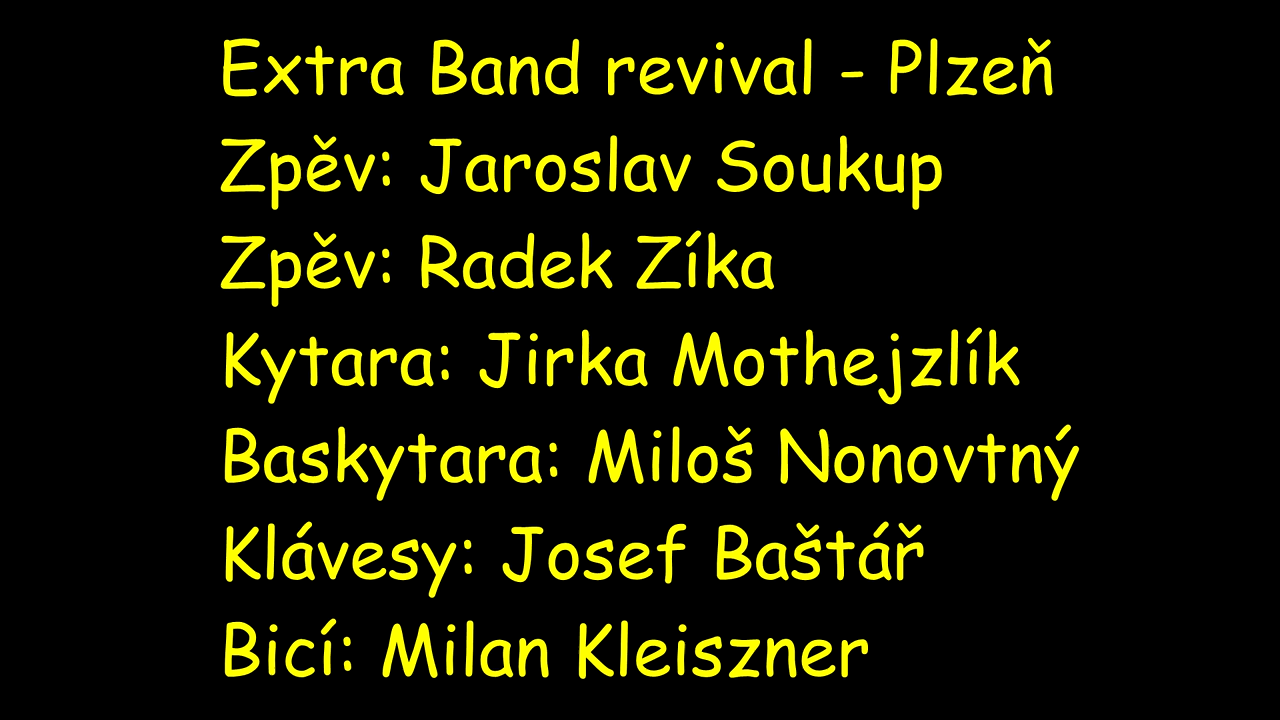 Extra Band revival - Plzeň
Zpěv: Jaroslav Soukup
Zpěv: Radek Zíka
Kytara: Jirka Mothejzlík
Baskytara: Miloš Nonovtný
Klávesy: Josef Baštář
Bicí: Milan Kleiszner